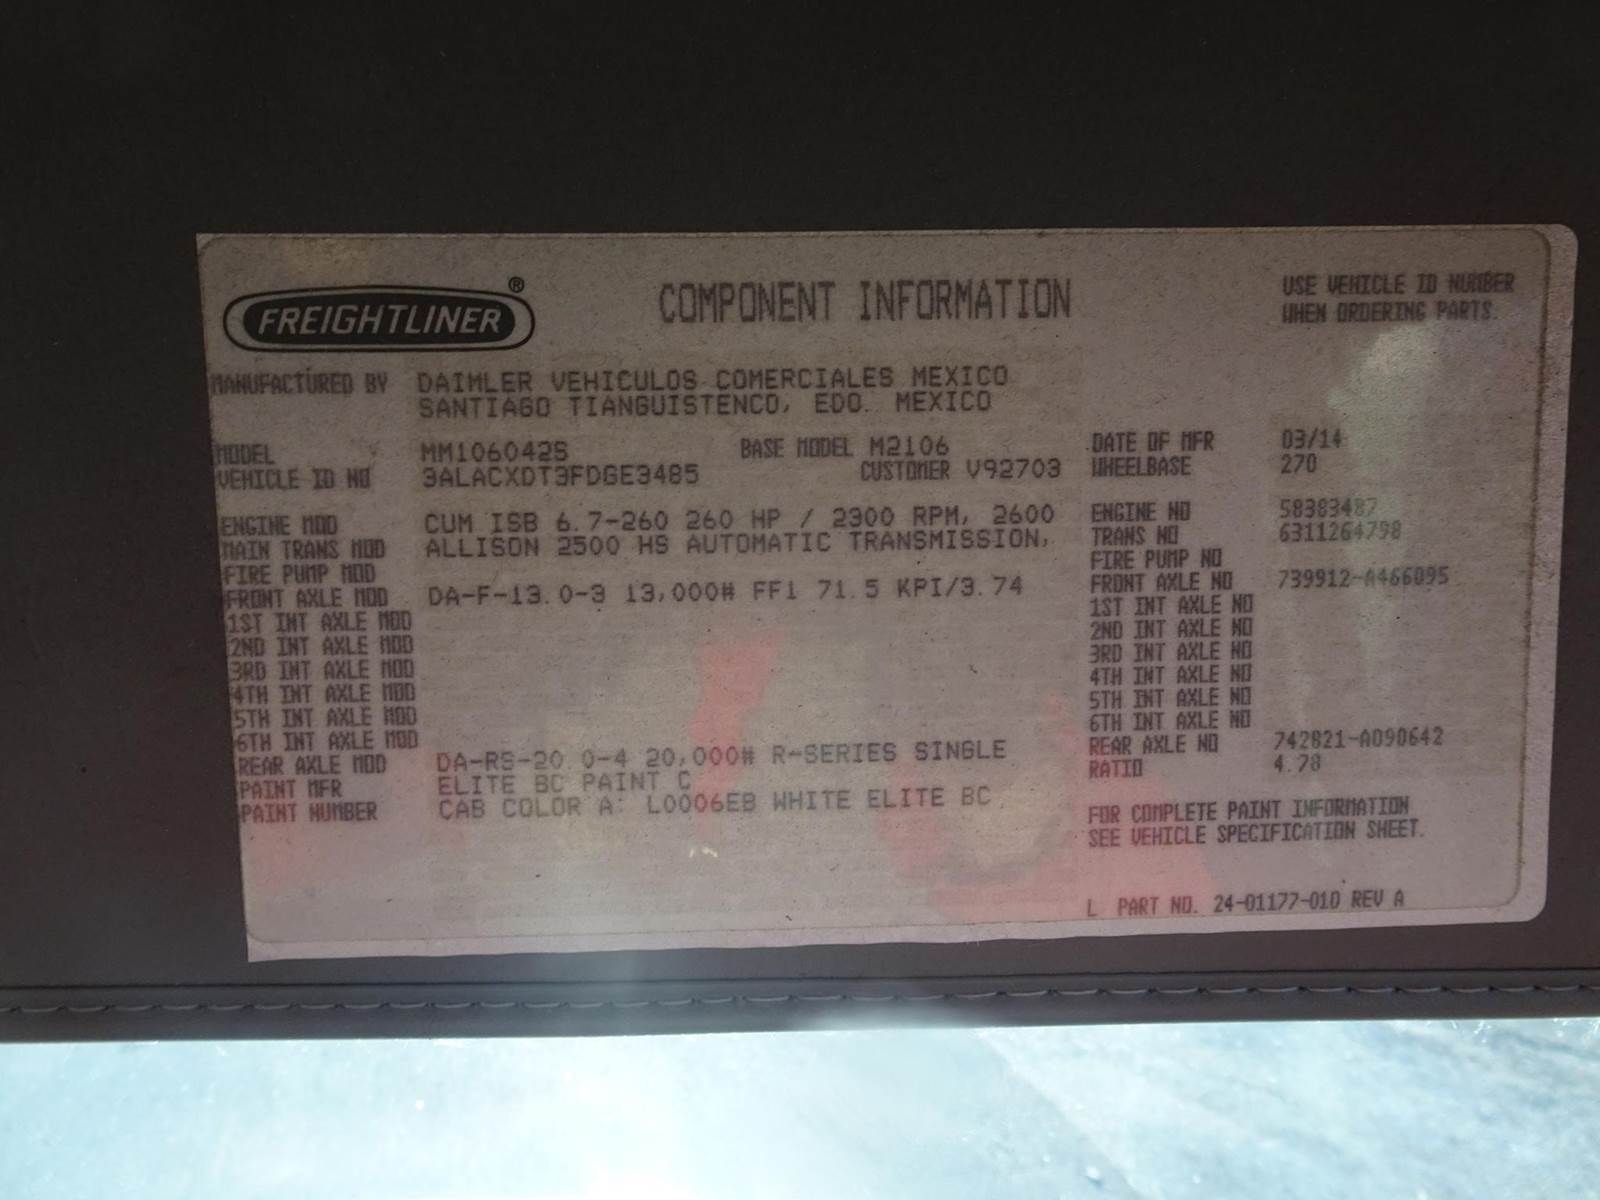 FREIGHTLINER®
COMPONENT INFORMATION
USE VEHICLE ID NUMBER
WHEN ORDERING PARTS.
MANUFACTURED BY DAIMLER VEHICULOS COMERCIALES MEXICO
SANTIAGO TIANGUISTENCO, EDO. MEXICO
MODEL MM106042S BASE MODEL M2106 DATE OF MFR 03/14
VEHICLE ID NO 3ALACXDT3FDGE3485 CUSTOMER V92703 WHEELBASE 270
ENGINE MOD CUM ISB 6.7-260 260 HP / 2300 RPM, 2600 ENGINE NO 58383487
MAIN TRANS MOD ALLISON 2500 HS AUTOMATIC TRANSMISSION, TRANS NO 6311264798
FIRE PUMP MOD FIRE PUMP NO
FRONT AXLE MOD DA-F-13.0-3 13,000# FF1 71.5 KPI/3.74 FRONT AXLE NO 739912-A466095
1ST INT AXLE MOD 1ST INT AXLE NO
2ND INT AXLE MOD 2ND INT AXLE NO
3RD INT AXLE MOD 3RD INT AXLE NO
4TH INT AXLE MOD 4TH INT AXLE NO
5TH INT AXLE MOD 5TH INT AXLE NO
6TH INT AXLE MOD 6TH INT AXLE NO
REAR AXLE MOD DA-RS-20.0-4 20,000# R-SERIES SINGLE REAR AXLE NO 742821-A090642
PAINT MFR ELITE BC PAINT C RATIO 4.78
PAINT NUMBER CAB COLOR A: L0006EB WHITE ELITE BC
FOR COMPLETE PAINT INFORMATION
SEE VEHICLE SPECIFICATION SHEET.
L PART NO. 24-01177-010 REV A